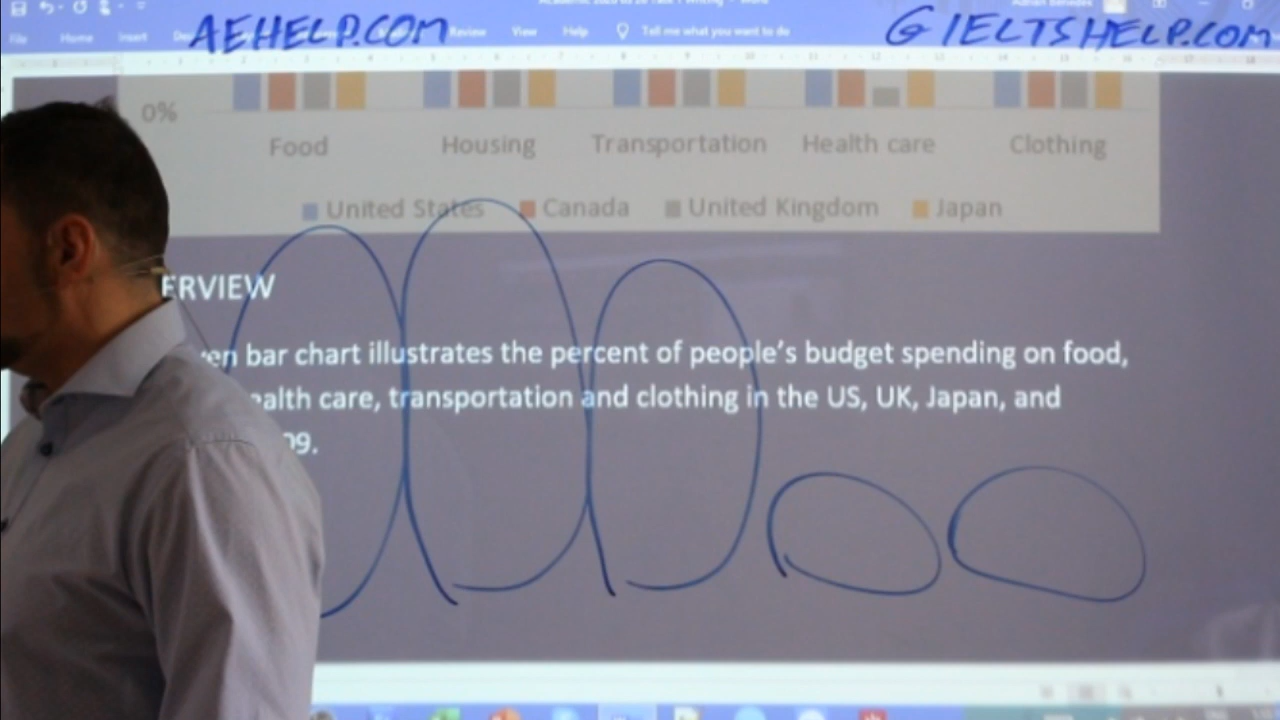 AEHELP.COM
GIELTSHELP.COM
File Home Insert Review View Help Tell me what you want to do
0%
Food Housing Transportation Health care Clothing
United States Canada United Kingdom Japan
ERVIEW
en bar chart illustrates the percent of people's budget spending on food,
alth care, transportation and clothing in the US, UK, Japan, and
09.